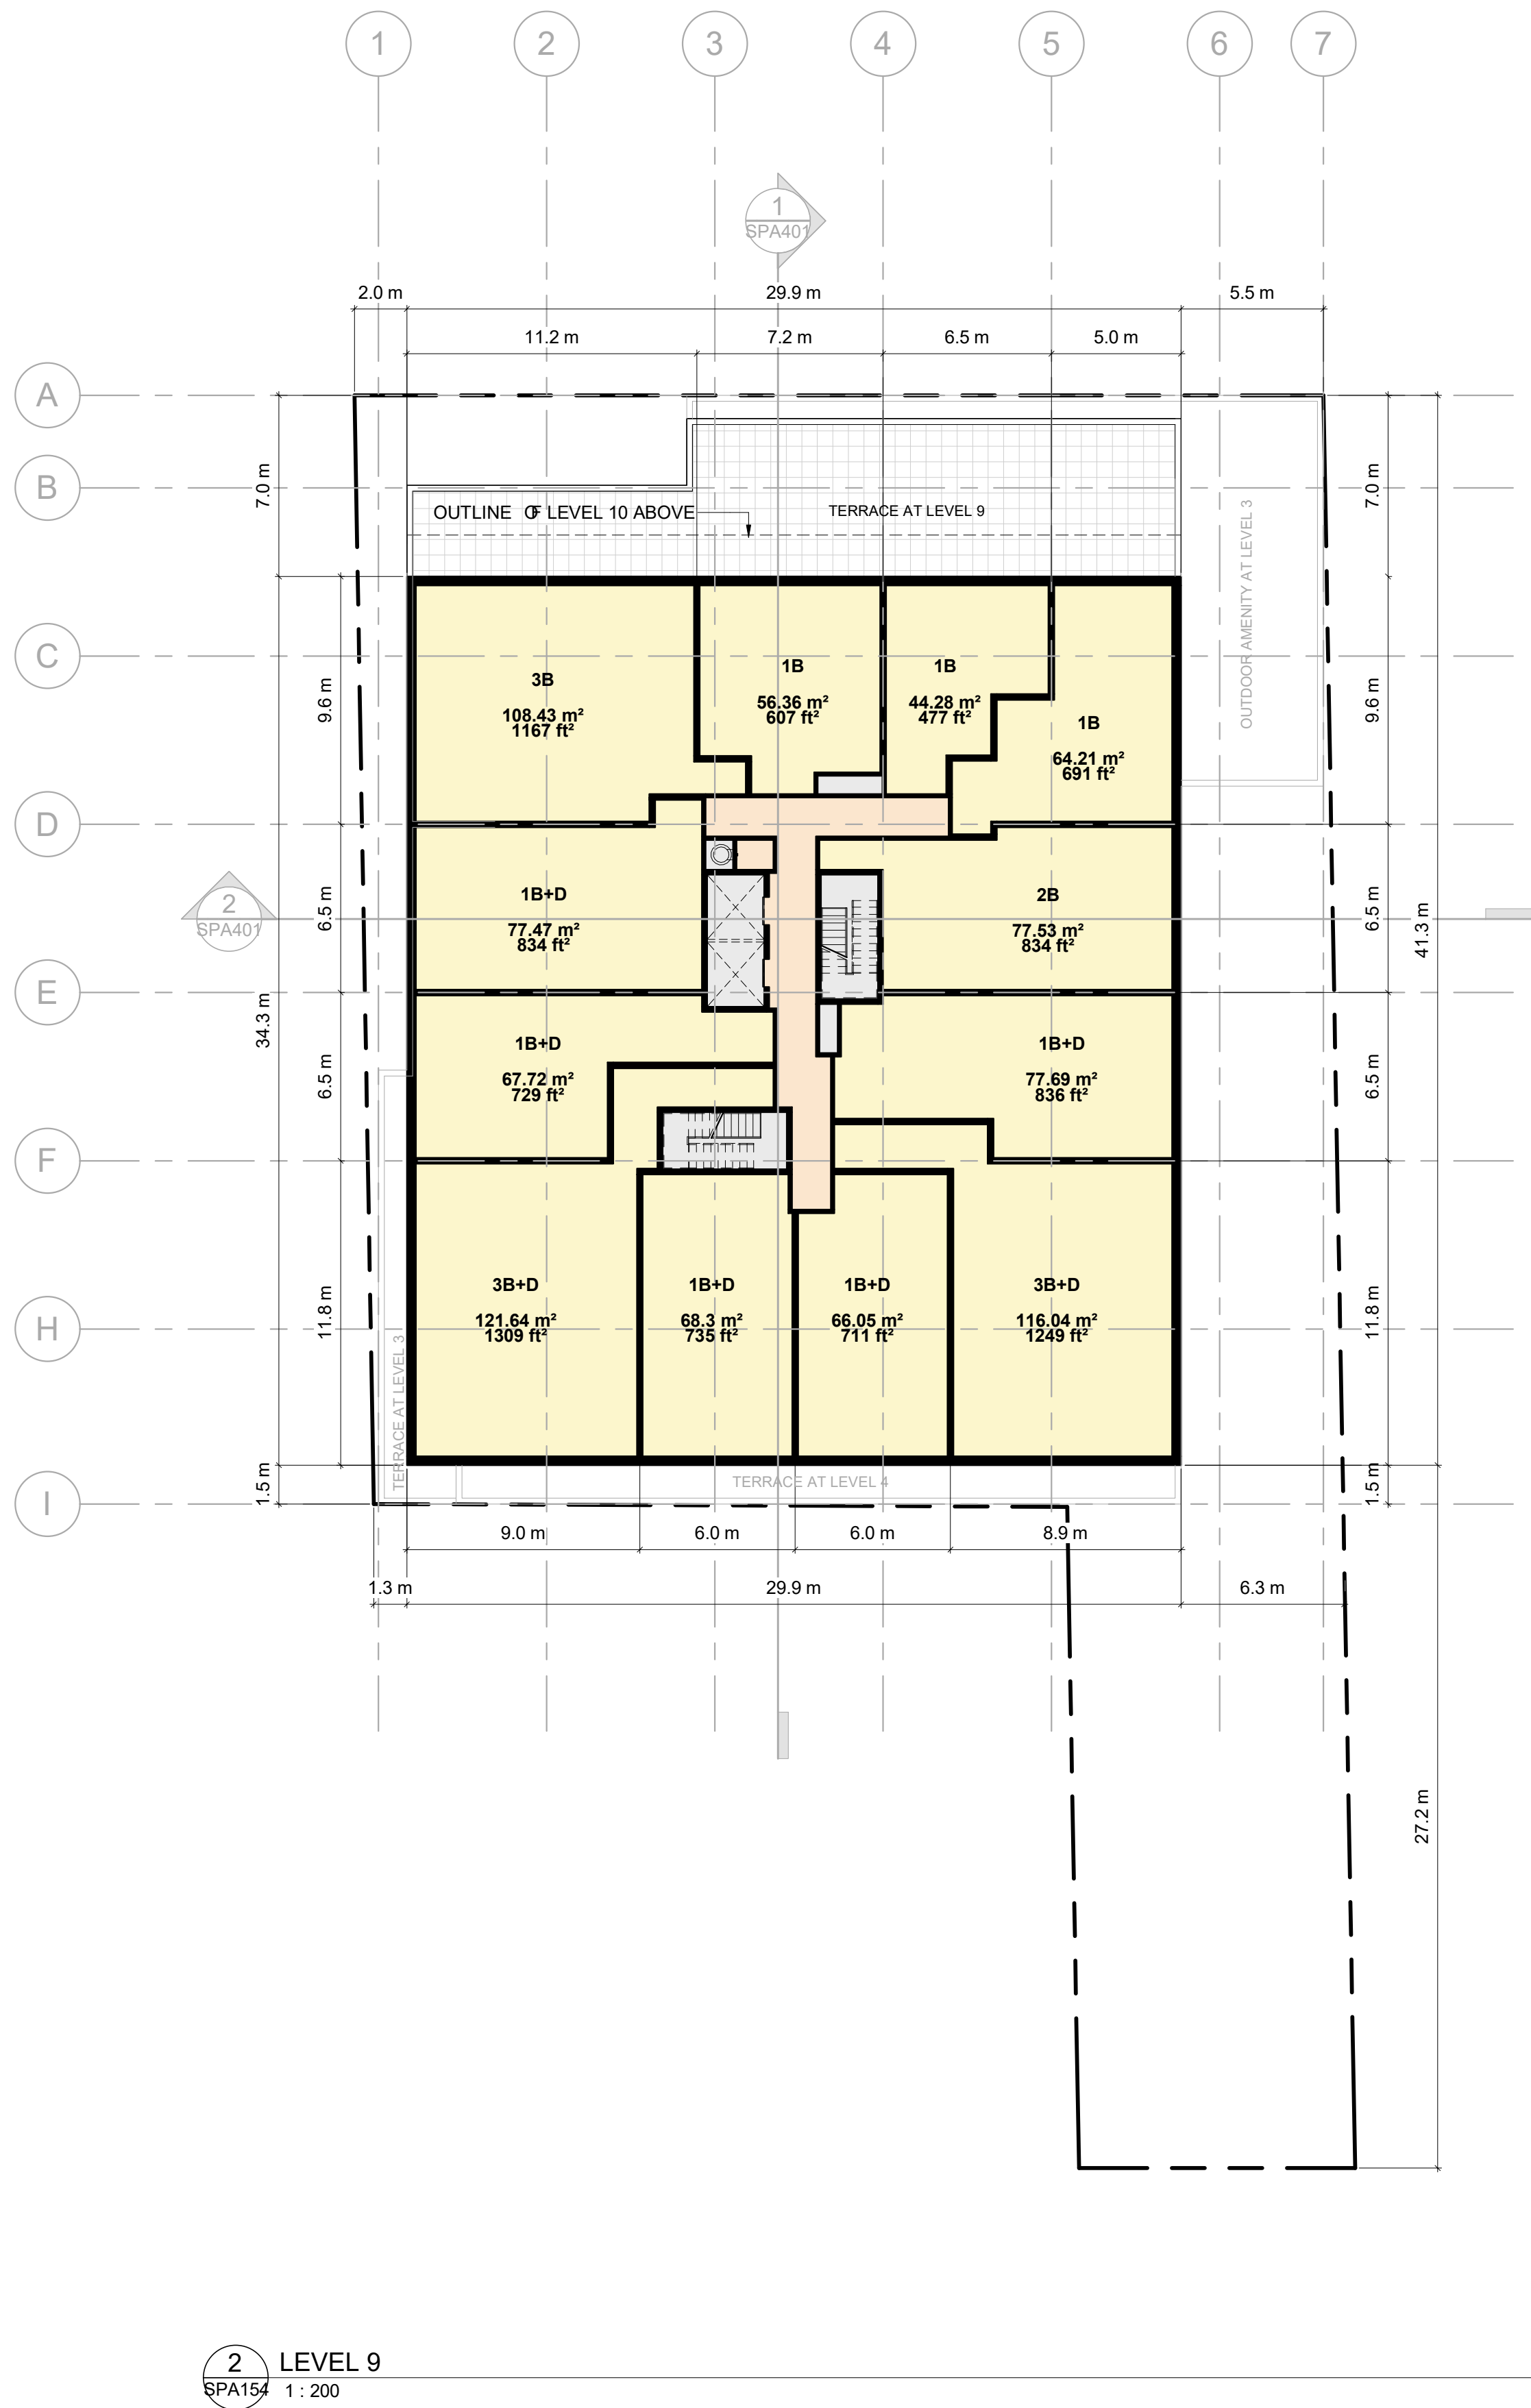 1 2 3 4 5 6 7
1
SPA401
2.0 m 29.9 m 5.5 m
11.2 m 7.2 m 6.5 m 5.0 m
A
B
7.0 m
7.0 m
OUTLINE OF LEVEL 10 ABOVE
TERRACE AT LEVEL 9
OUTDOOR AMENITY AT LEVEL 3
C
9.6 m
9.6 m
3B
108.43 m²
1167 ft²
1B
56.36 m²
607 ft²
1B
44.28 m²
477 ft²
1B
64.21 m²
691 ft²
D
2
SPA401
6.5 m
6.5 m
41.3 m
1B+D
77.47 m²
834 ft²
2B
77.53 m²
834 ft²
E
34.3 m
6.5 m
6.5 m
1B+D
67.72 m²
729 ft²
1B+D
77.69 m²
836 ft²
F
H
11.8 m
11.8 m
3B+D
121.64 m²
1309 ft²
1B+D
68.3 m²
735 ft²
1B+D
66.05 m²
711 ft²
3B+D
116.04 m²
1249 ft²
TERRACE AT LEVEL 3
TERRACE AT LEVEL 4
1.5 m
1.5 m
I
9.0 m 6.0 m 6.0 m 8.9 m
1.3 m 29.9 m 6.3 m
27.2 m
2
SPA154
LEVEL 9
1 : 200